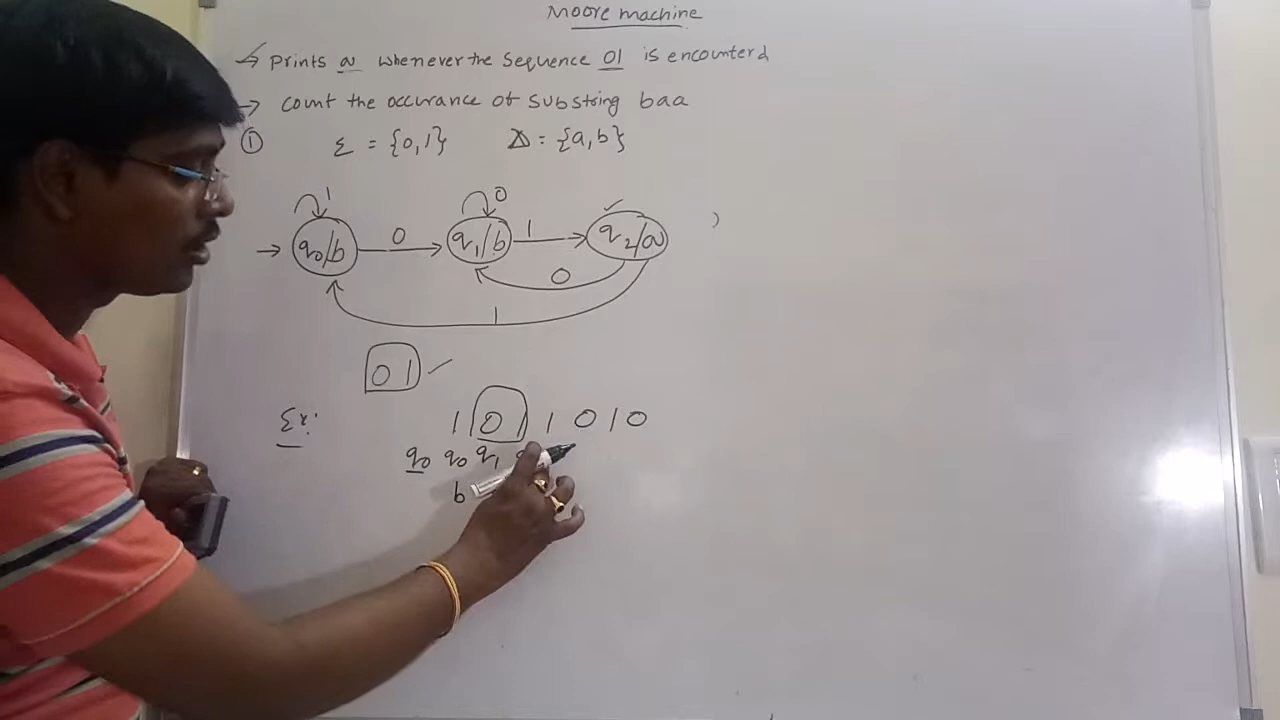 Moore machine
→ Prints a whenever the sequence 01 is encounterd
→ Count the occurance of substring baa
① Σ = {0,1} Δ = {a,b}
1 0
→ q0/b 0 q1/b 1 q2/a
0
1
0 1 ✓
Ex: 1 0 1 1 0 1 0
q0 q0 q1
b